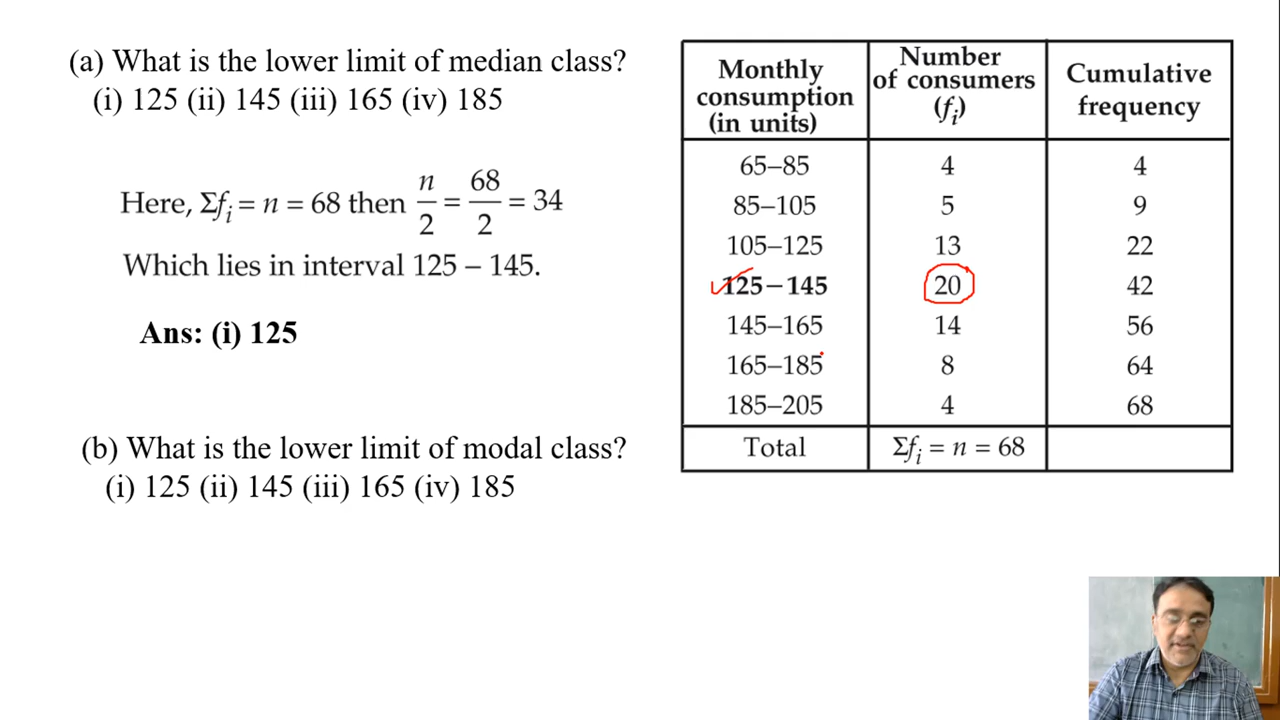 (a) What is the lower limit of median class?
(i) 125 (ii) 145 (iii) 165 (iv) 185
Here, Σfᵢ = n = 68 then n/2 = 68/2 = 34
Which lies in interval 125 – 145.
Ans: (i) 125
(b) What is the lower limit of modal class?
(i) 125 (ii) 145 (iii) 165 (iv) 185
Monthly consumption (in units) Number of consumers (fᵢ) Cumulative frequency
65–85 4 4
85–105 5 9
105–125 13 22
125–145 20 42
145–165 14 56
165–185 8 64
185–205 4 68
Total Σfᵢ = n = 68